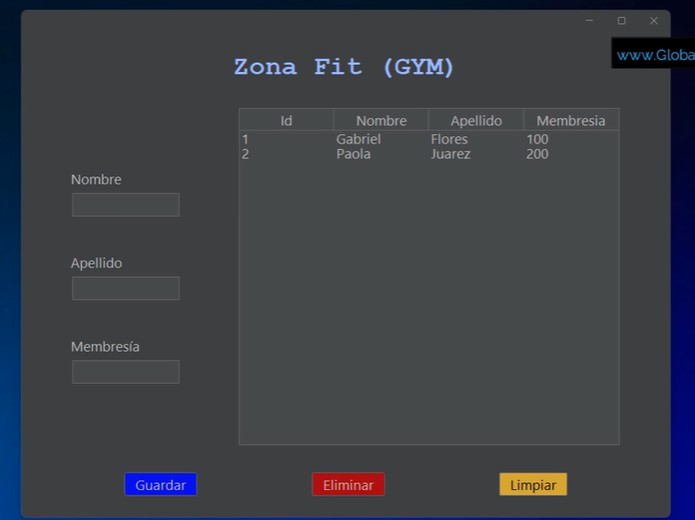 www.Globa
Zona Fit (GYM)
Id Nombre Apellido Membresia
1 Gabriel Flores 100
2 Paola Juarez 200
Nombre
Apellido
Membresía
Guardar Eliminar Limpiar